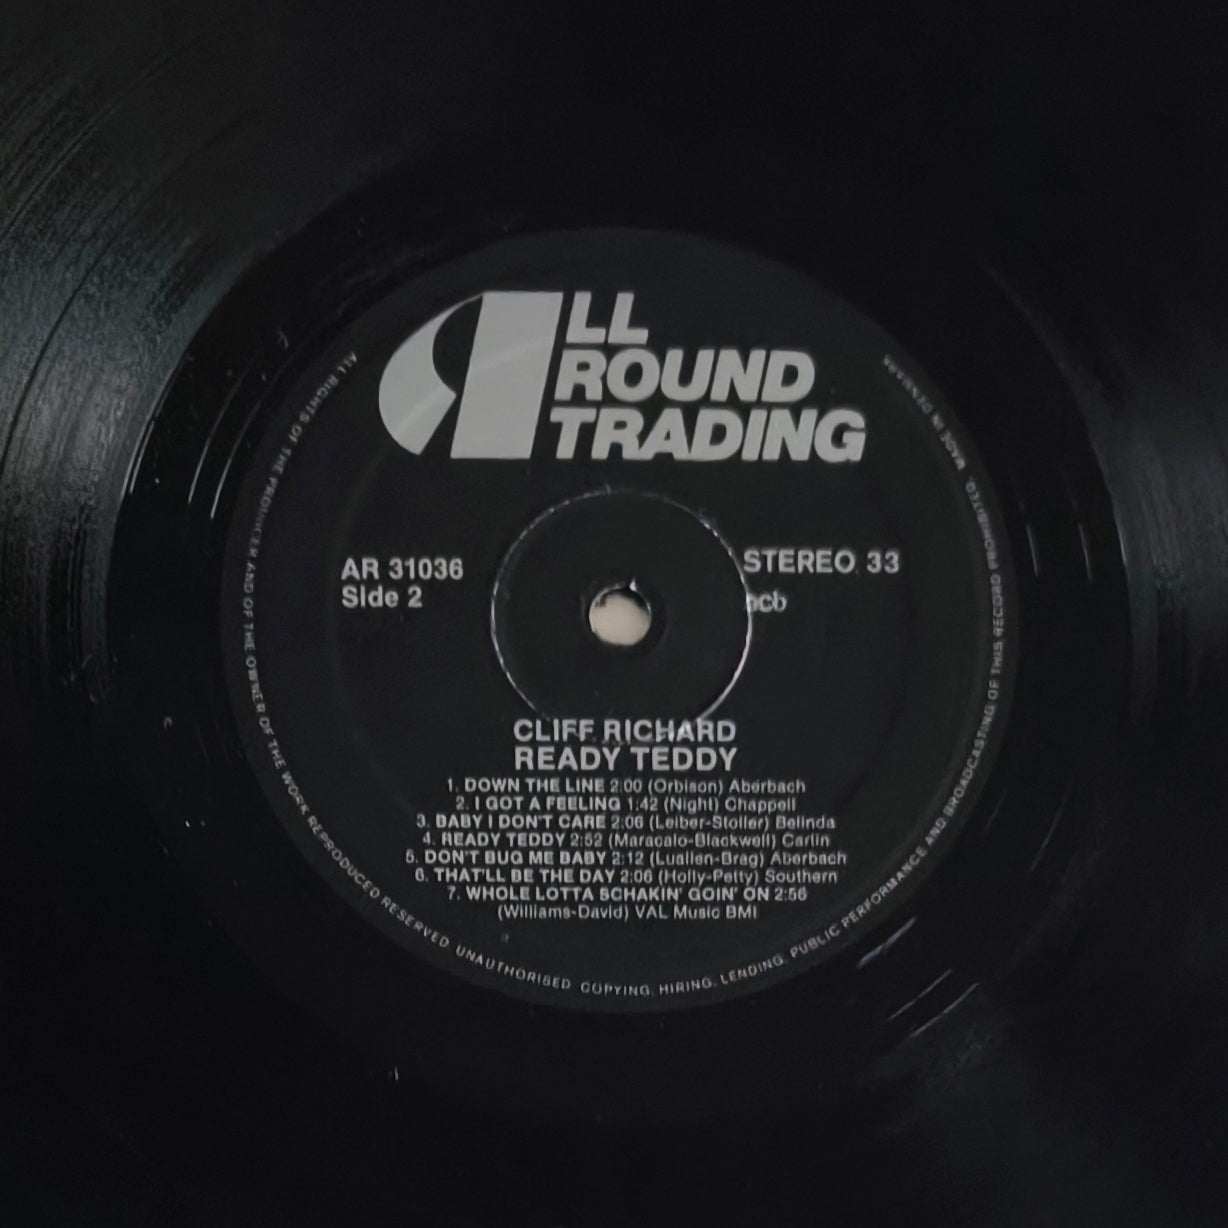 ALL
ROUND
TRADING
AR 31036
Side 2
STEREO 33
ncb
CLIFF RICHARD
READY TEDDY
1. DOWN THE LINE 2:00 (Orbison) Aberbach
2. I GOT A FEELING 1:42 (Night) Chappell
3. BABY I DON'T CARE 2:06 (Leiber-Stoller) Belinda
4. READY TEDDY 2:52 (Maracalo-Blackwell) Carlin
5. DON'T BUG ME BABY 2:12 (Luallen-Brag) Aberbach
6. THAT'LL BE THE DAY 2:06 (Holly-Petty) Southern
7. WHOLE LOTTA SCHAKIN' GOIN' ON 2:56
(Williams-David) VAL Music BMI
ALL RIGHTS OF THE PRODUCER AND OF THE OWNER OF THE WORK REPRODUCED RESERVED UNAUTHORISED COPYING, HIRING, LENDING, PUBLIC PERFORMANCE AND BROADCASTING OF THIS RECORD PROHIBITED. MADE IN DENMARK